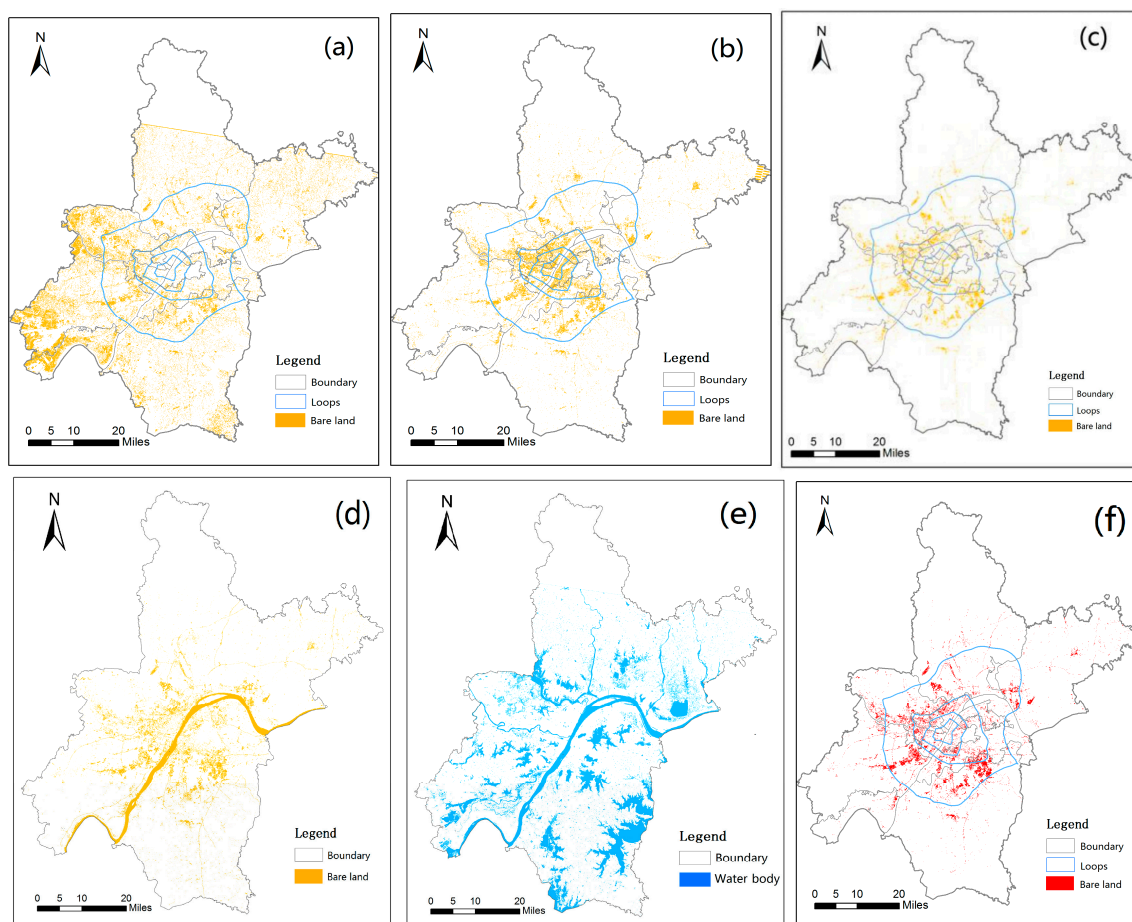 (a)
N
Legend
Boundary
Loops
Bare land
0 5 10 20
Miles
(b)
N
Legend
Boundary
Loops
Bare land
0 5 10 20
Miles
(c)
N
Legend
Boundary
Loops
Bare land
0 5 10 20
Miles
(d)
N
Legend
Boundary
Bare land
0 5 10 20
Miles
(e)
N
Legend
Boundary
Water body
0 5 10 20
Miles
(f)
N
Legend
Boundary
Loops
Bare land
0 5 10 20
Miles